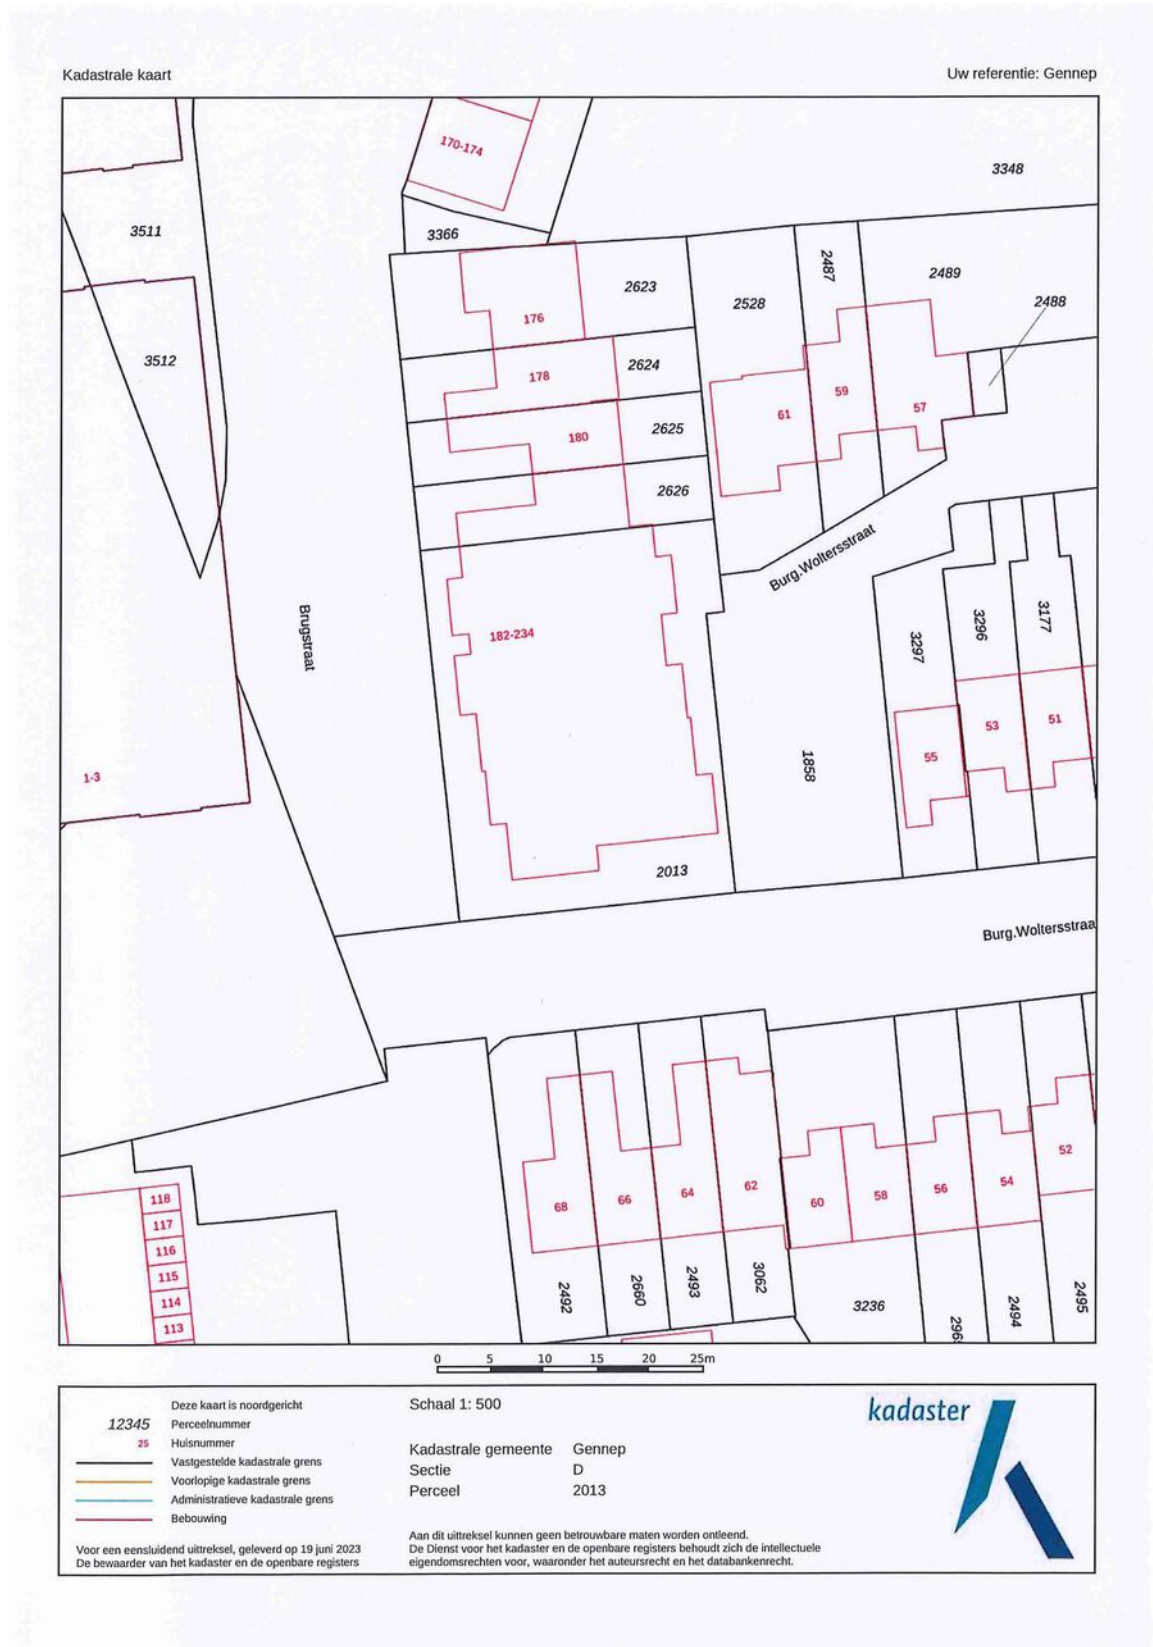 Kadastrale kaart
Uw referentie: Gennep
170-174
3348
3511
3366
2487
2623
2489
2528
2488
176
3512
2624
178
59
57
61
2625
180
2626
Burg.Woltersstraat
Brugstraat
182-234
3297
3296
3177
53
51
55
1-3
1858
2013
Burg.Woltersstraa
52
118
117
116
115
114
113
68
66
64
62
60
58
56
54
2492
2660
2493
3062
3236
2494
2495
0 5 10 15 20 25m
Deze kaart is noordgericht
12345 Perceelnummer
25 Huisnummer
Vastgestelde kadastrale grens
Voorlopige kadastrale grens
Administratieve kadastrale grens
Bebouwing
Voor een eensluidend uittreksel, geleverd op 19 juni 2023
De bewaarder van het kadaster en de openbare registers
Schaal 1: 500
Kadastrale gemeente Gennep
Sectie D
Perceel 2013
Aan dit uittreksel kunnen geen betrouwbare maten worden ontleend.
De Dienst voor het kadaster en de openbare registers behoudt zich de intellectuele
eigendomsrechten voor, waaronder het auteursrecht en het databankenrecht.
kadaster